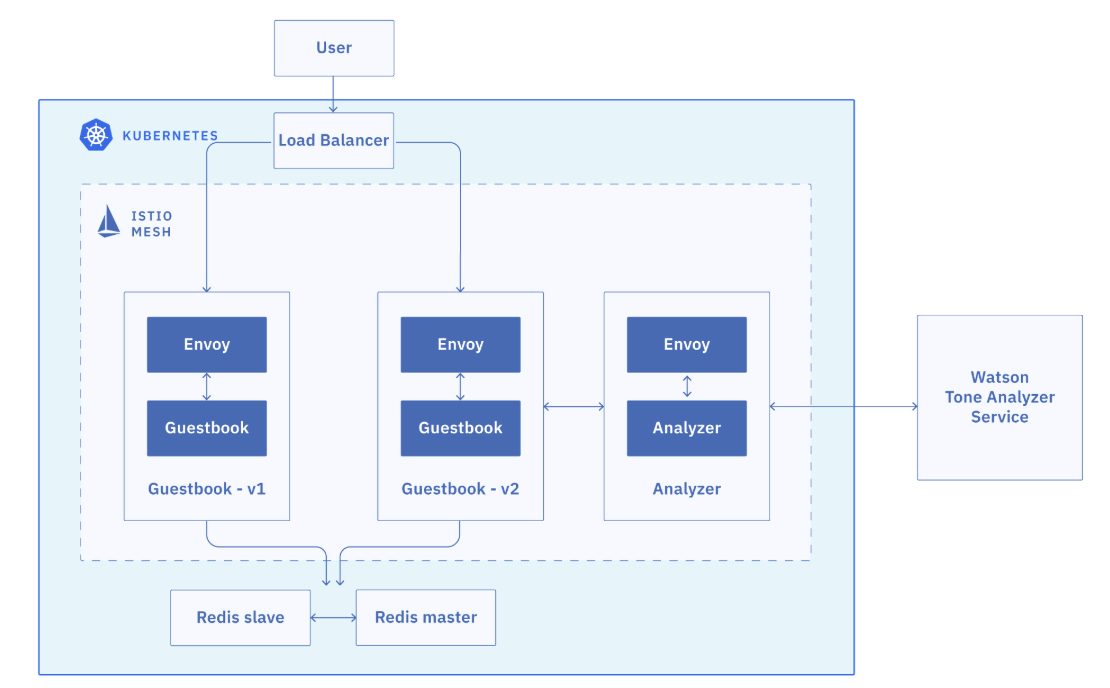 User
KUBERNETES
Load Balancer
ISTIO
MESH
Envoy
Guestbook
Guestbook - v1
Envoy
Guestbook
Guestbook - v2
Envoy
Analyzer
Analyzer
Watson
Tone Analyzer
Service
Redis slave
Redis master